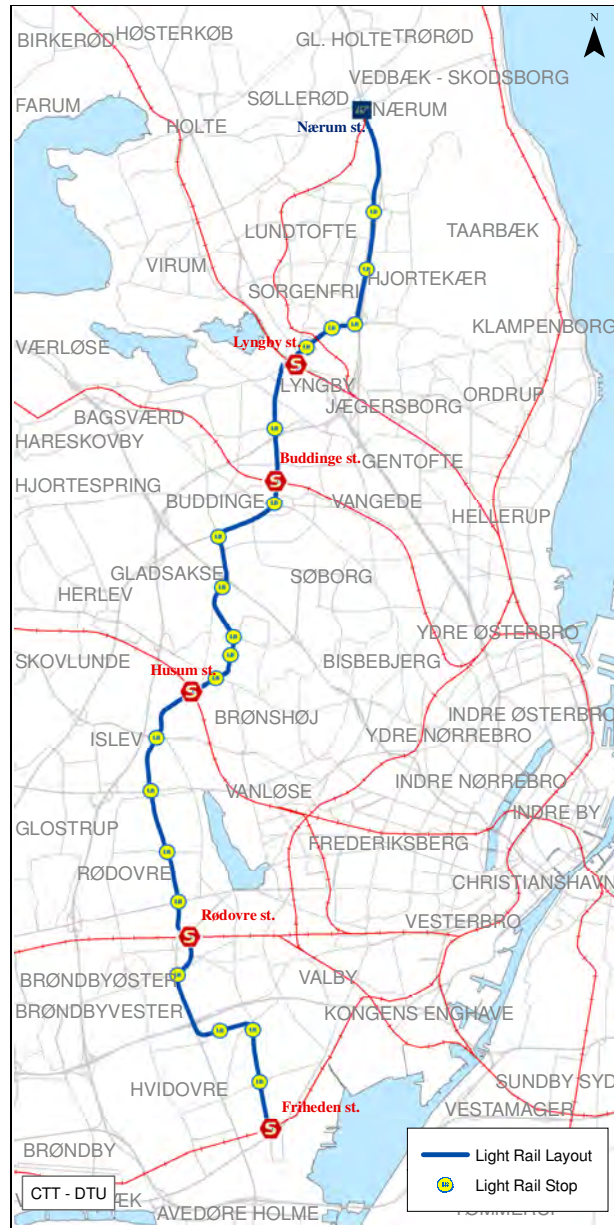 N
BIRKERØD
HØSTERKØB
GL. HOLTE
TRØRØD
VEDBÆK - SKODSBORG
FARUM
SØLLERØD
NÆRUM
Nærum st.
HOLTE
LUNDTOFTE
TAARBÆK
VIRUM
HJORTEKÆR
SORGENFRI
KLAMPENBORG
VÆRLØSE
Lyngby st.
S
LYNGBY
ORDRUP
JÆGERSBORG
BAGSVÆRD
HARESKOVBY
Buddinge st.
GENTOFTE
S
HJORTESPRING
BUDDINGE
VANGEDE
HELLERUP
GLADSAKSE
SØBORG
HERLEV
YDRE ØSTERBRO
SKOVLUNDE
BISBEBJERG
Husum st.
S
BRØNSHØJ
INDRE ØSTERBRO
YDRE NØRREBRO
ISLEV
INDRE NØRREBRO
VANLØSE
INDRE BY
GLOSTRUP
FREDERIKSBERG
RØDOVRE
CHRISTIANSHAVN
Rødovre st.
VESTERBRO
S
BRØNDBYØSTER
VALBY
BRØNDBYVESTER
KONGENS ENGHAVE
HVIDOVRE
SUNDBY SYD
Friheden st.
VESTAMAGER
S
BRØNDBY
Light Rail Layout
Light Rail Stop
CTT - DTU
AVEDØRE HOLME